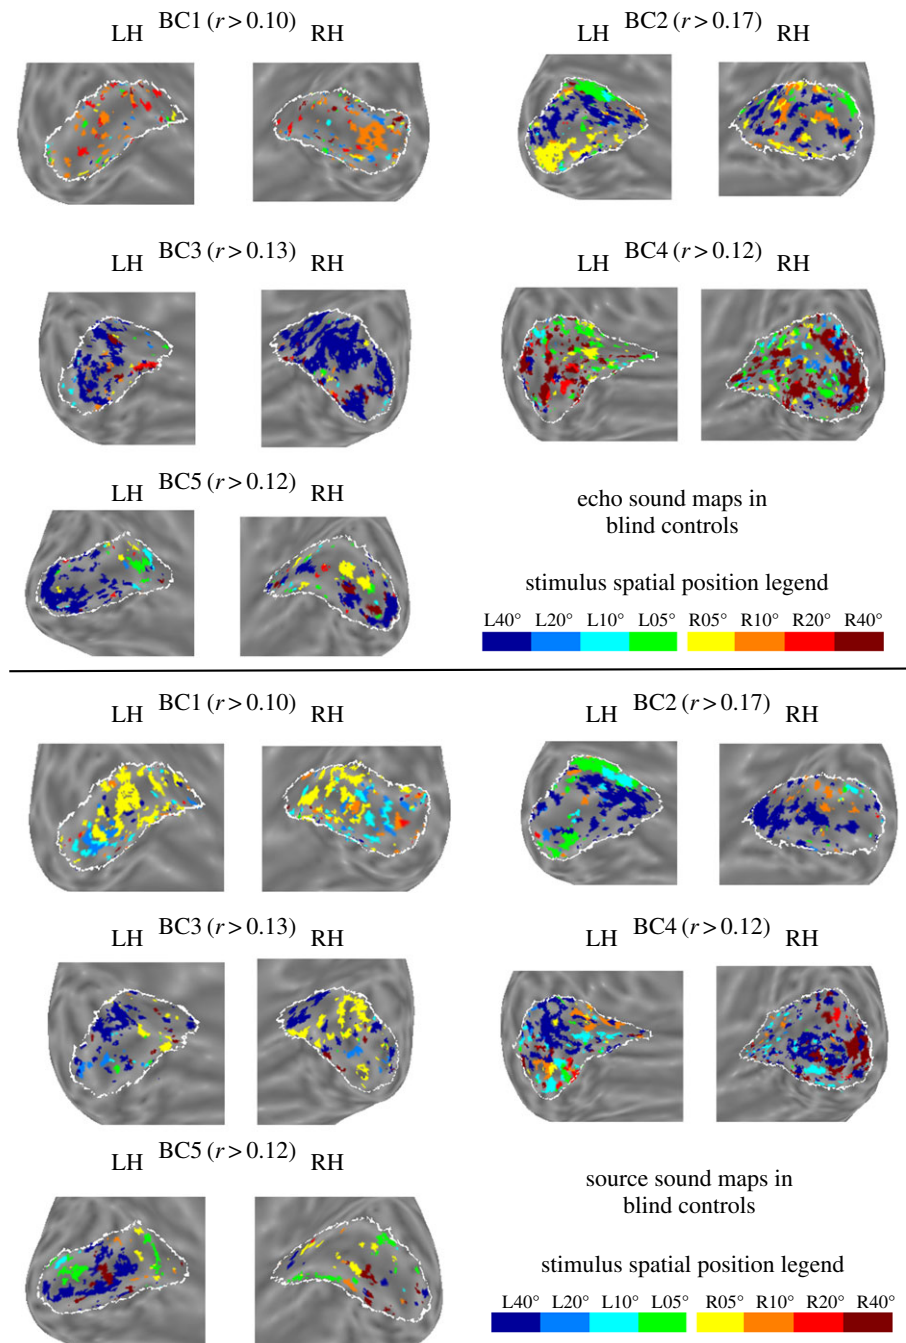 BC1 (r > 0.10)
LH RH
BC2 (r > 0.17)
LH RH
BC3 (r > 0.13)
LH RH
BC4 (r > 0.12)
LH RH
BC5 (r > 0.12)
LH RH
echo sound maps in
blind controls
stimulus spatial position legend
L40° L20° L10° L05° R05° R10° R20° R40°
BC1 (r > 0.10)
LH RH
BC2 (r > 0.17)
LH RH
BC3 (r > 0.13)
LH RH
BC4 (r > 0.12)
LH RH
BC5 (r > 0.12)
LH RH
source sound maps in
blind controls
stimulus spatial position legend
L40° L20° L10° L05° R05° R10° R20° R40°